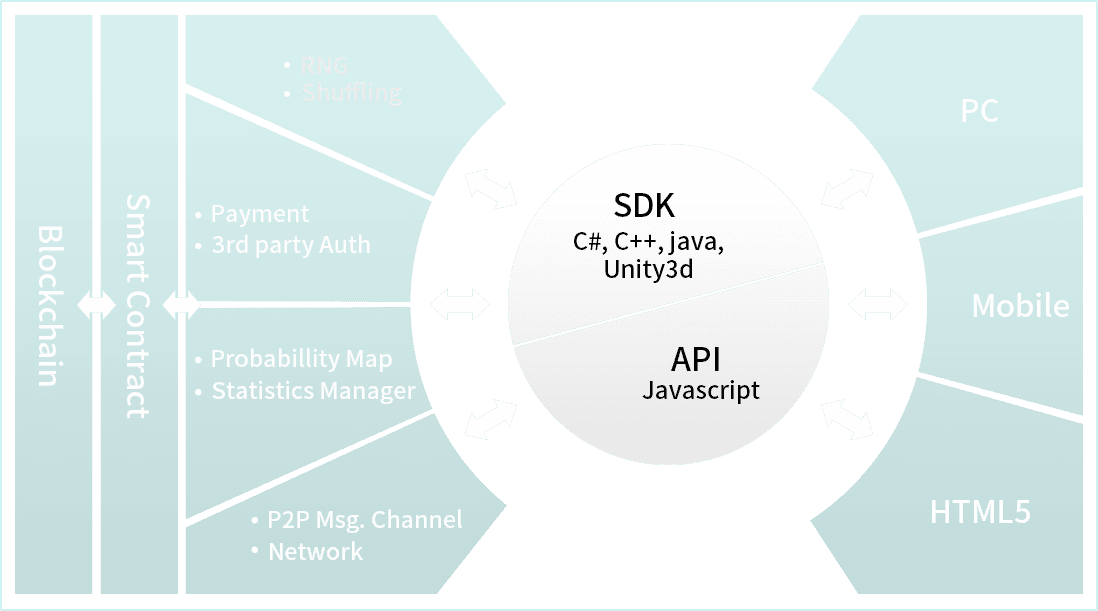 Blockchain
Smart Contract
• RNG
• Shuffling
• Payment
• 3rd party Auth
• Probabillity Map
• Statistics Manager
• P2P Msg. Channel
• Network
SDK
C#, C++, java,
Unity3d
API
Javascript
PC
Mobile
HTML5